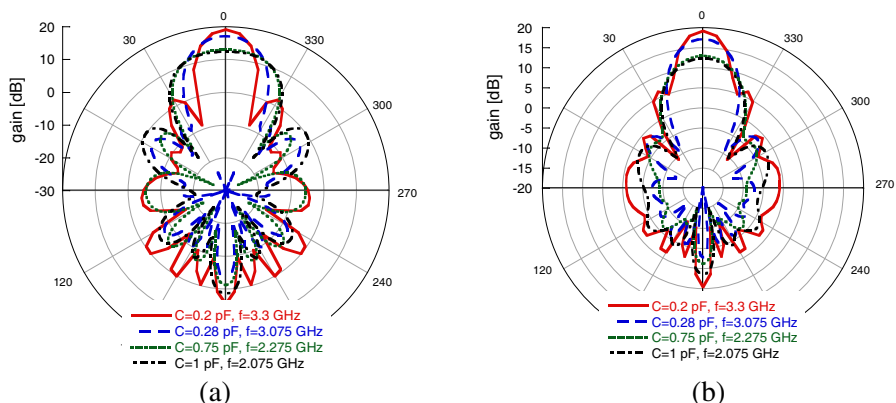 0
20
30
330
10
gain [dB]
0
300
-10
-20
-30
270
120
240
C=0.2 pF, f=3.3 GHz
C=0.28 pF, f=3.075 GHz
C=0.75 pF, f=2.275 GHz
C=1 pF, f=2.075 GHz
(a)
0
20
30
330
15
10
gain [dB]
5
0
300
-5
-10
-15
-20
270
120
240
C=0.2 pF, f=3.3 GHz
C=0.28 pF, f=3.075 GHz
C=0.75 pF, f=2.275 GHz
C=1 pF, f=2.075 GHz
(b)